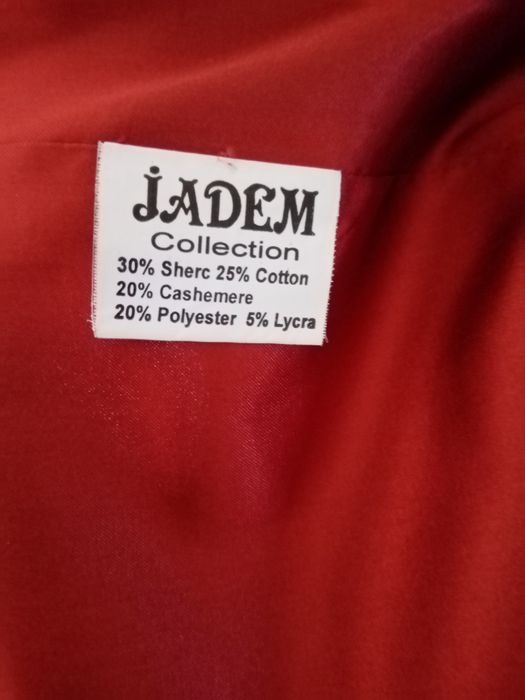 jADEM
Collection
30% Sherc 25% Cotton
20% Cashemere
20% Polyester 5% Lycra